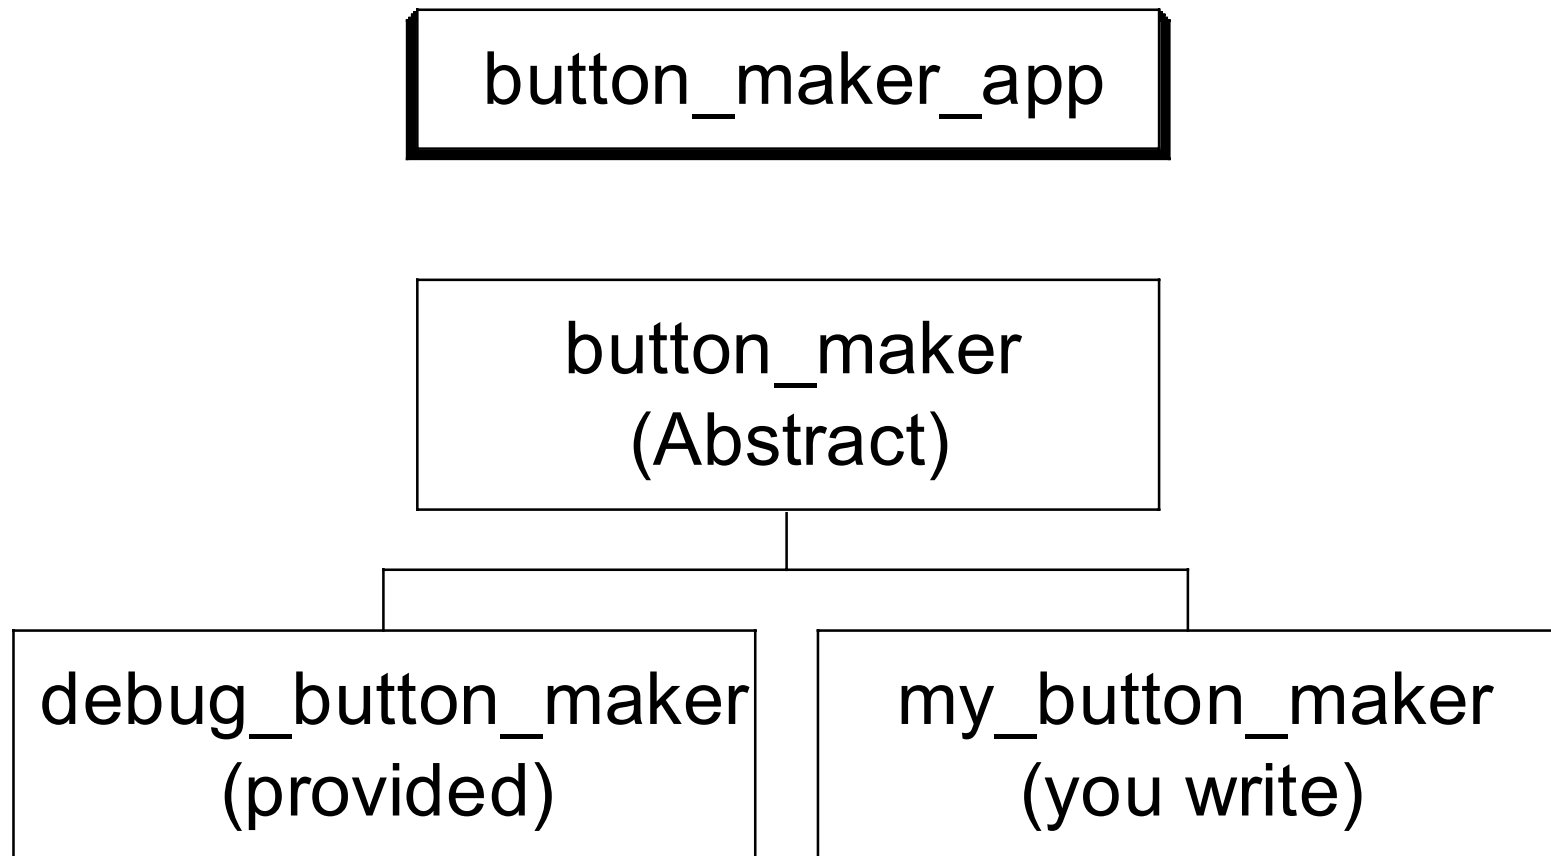 button_maker_app
button_maker
(Abstract)
debug_button_maker
(provided)
my_button_maker
(you write)